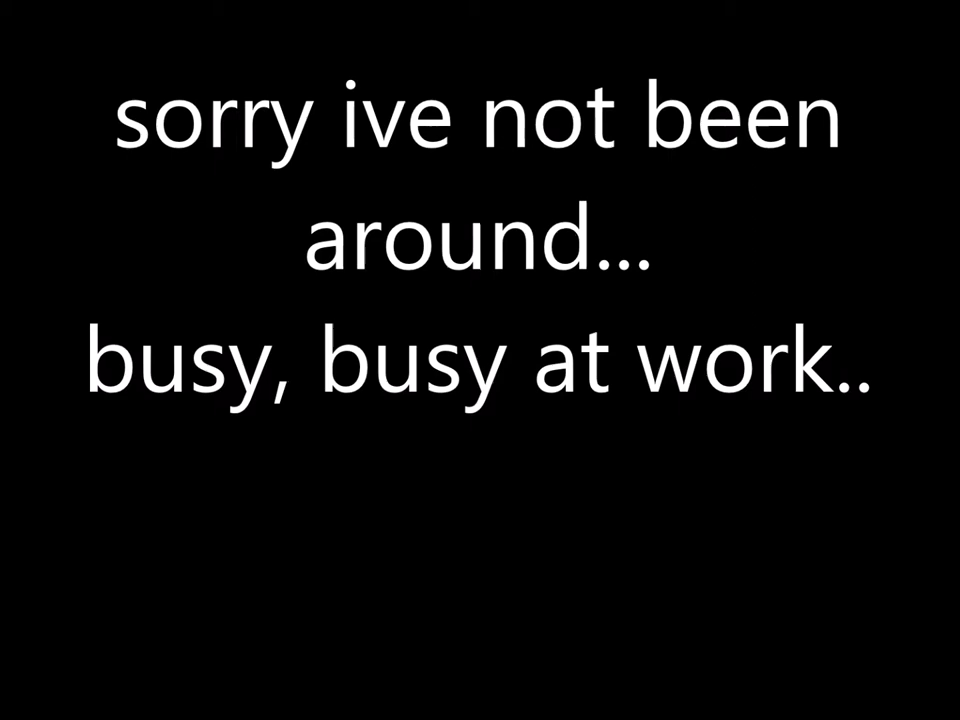 sorry ive not been
around...
busy, busy at work..